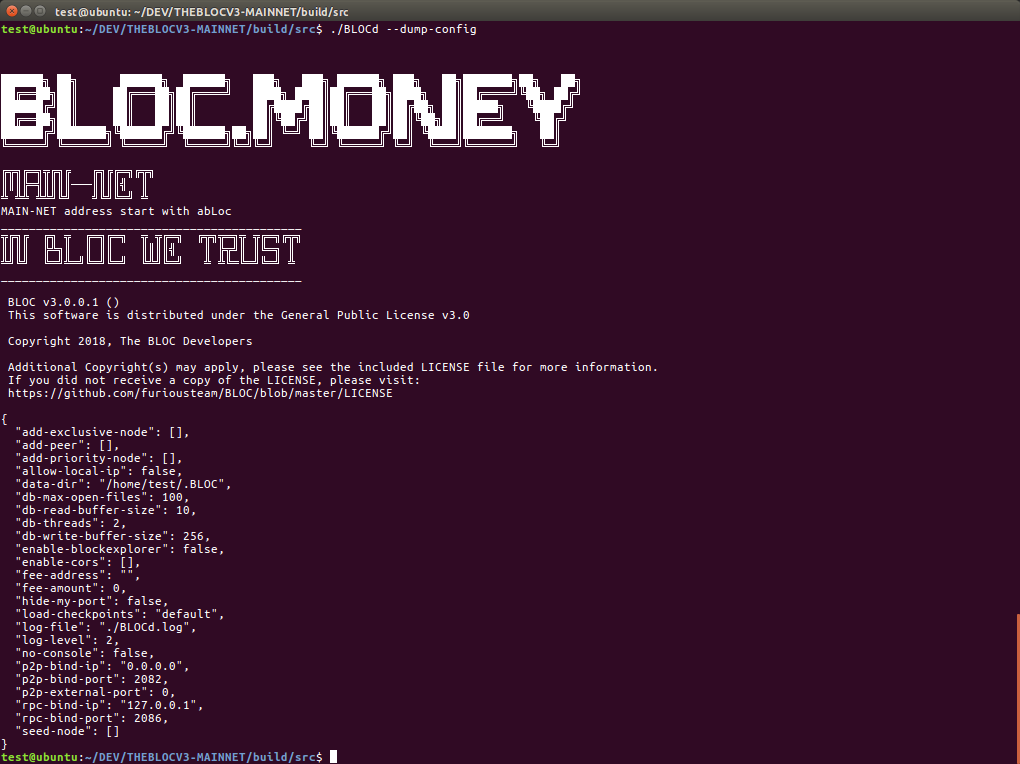 test@ubuntu: ~/DEV/THEBLOCV3-MAINNET/build/src
test@ubuntu:~/DEV/THEBLOCV3-MAINNET/build/src$ ./BLOCd --dump-config
BLOC.MONEY
MAIN-NET
MAIN-NET address start with abLoc
___________________________________________
IN BLOC WE TRUST
___________________________________________
BLOC v3.0.0.1 ()
This software is distributed under the General Public License v3.0
Copyright 2018, The BLOC Developers
Additional Copyright(s) may apply, please see the included LICENSE file for more information.
If you did not receive a copy of the LICENSE, please visit:
https://github.com/furiousteam/BLOC/blob/master/LICENSE
{
"add-exclusive-node": [],
"add-peer": [],
"add-priority-node": [],
"allow-local-ip": false,
"data-dir": "/home/test/.BLOC",
"db-max-open-files": 100,
"db-read-buffer-size": 10,
"db-threads": 2,
"db-write-buffer-size": 256,
"enable-blockexplorer": false,
"enable-cors": [],
"fee-address": "",
"fee-amount": 0,
"hide-my-port": false,
"load-checkpoints": "default",
"log-file": "./BLOCd.log",
"log-level": 2,
"no-console": false,
"p2p-bind-ip": "0.0.0.0",
"p2p-bind-port": 2082,
"p2p-external-port": 0,
"rpc-bind-ip": "127.0.0.1",
"rpc-bind-port": 2086,
"seed-node": []
}
test@ubuntu:~/DEV/THEBLOCV3-MAINNET/build/src$